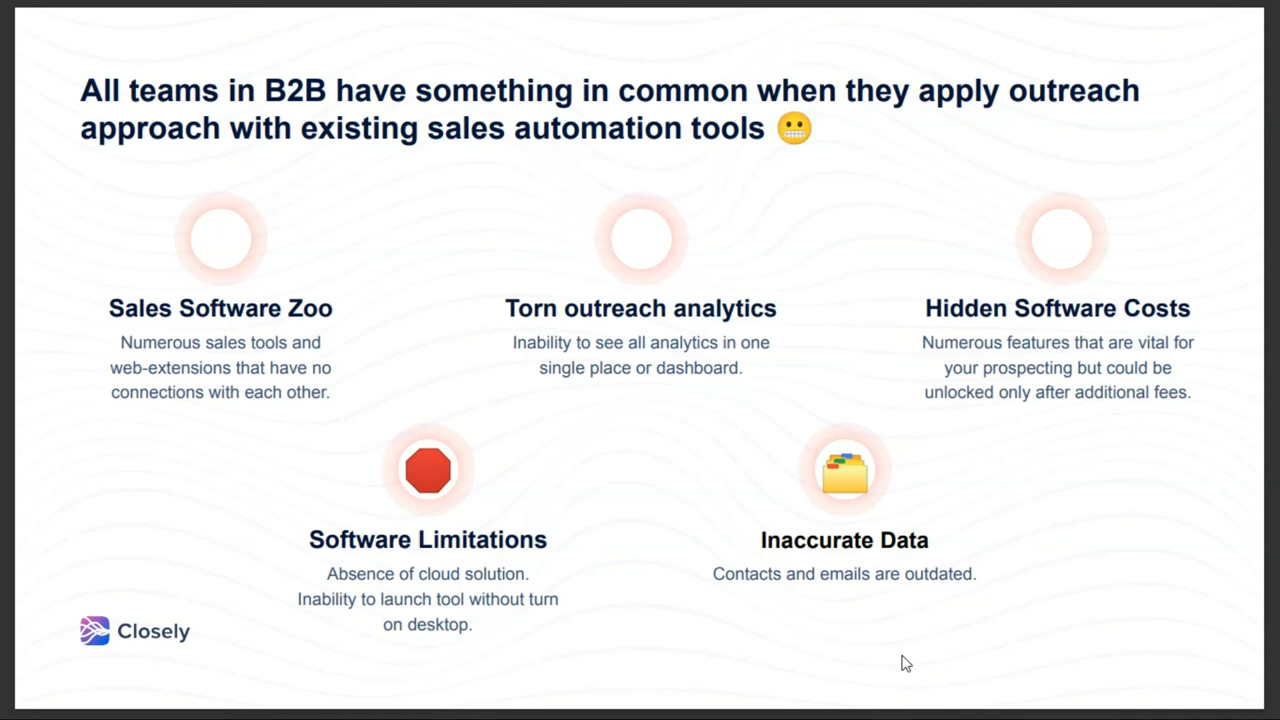 All teams in B2B have something in common when they apply outreach
approach with existing sales automation tools 😬
Sales Software Zoo
Numerous sales tools and
web-extensions that have no
connections with each other.
Torn outreach analytics
Inability to see all analytics in one
single place or dashboard.
Hidden Software Costs
Numerous features that are vital for
your prospecting but could be
unlocked only after additional fees.
Software Limitations
Absence of cloud solution.
Inability to launch tool without turn
on desktop.
Inaccurate Data
Contacts and emails are outdated.
Closely